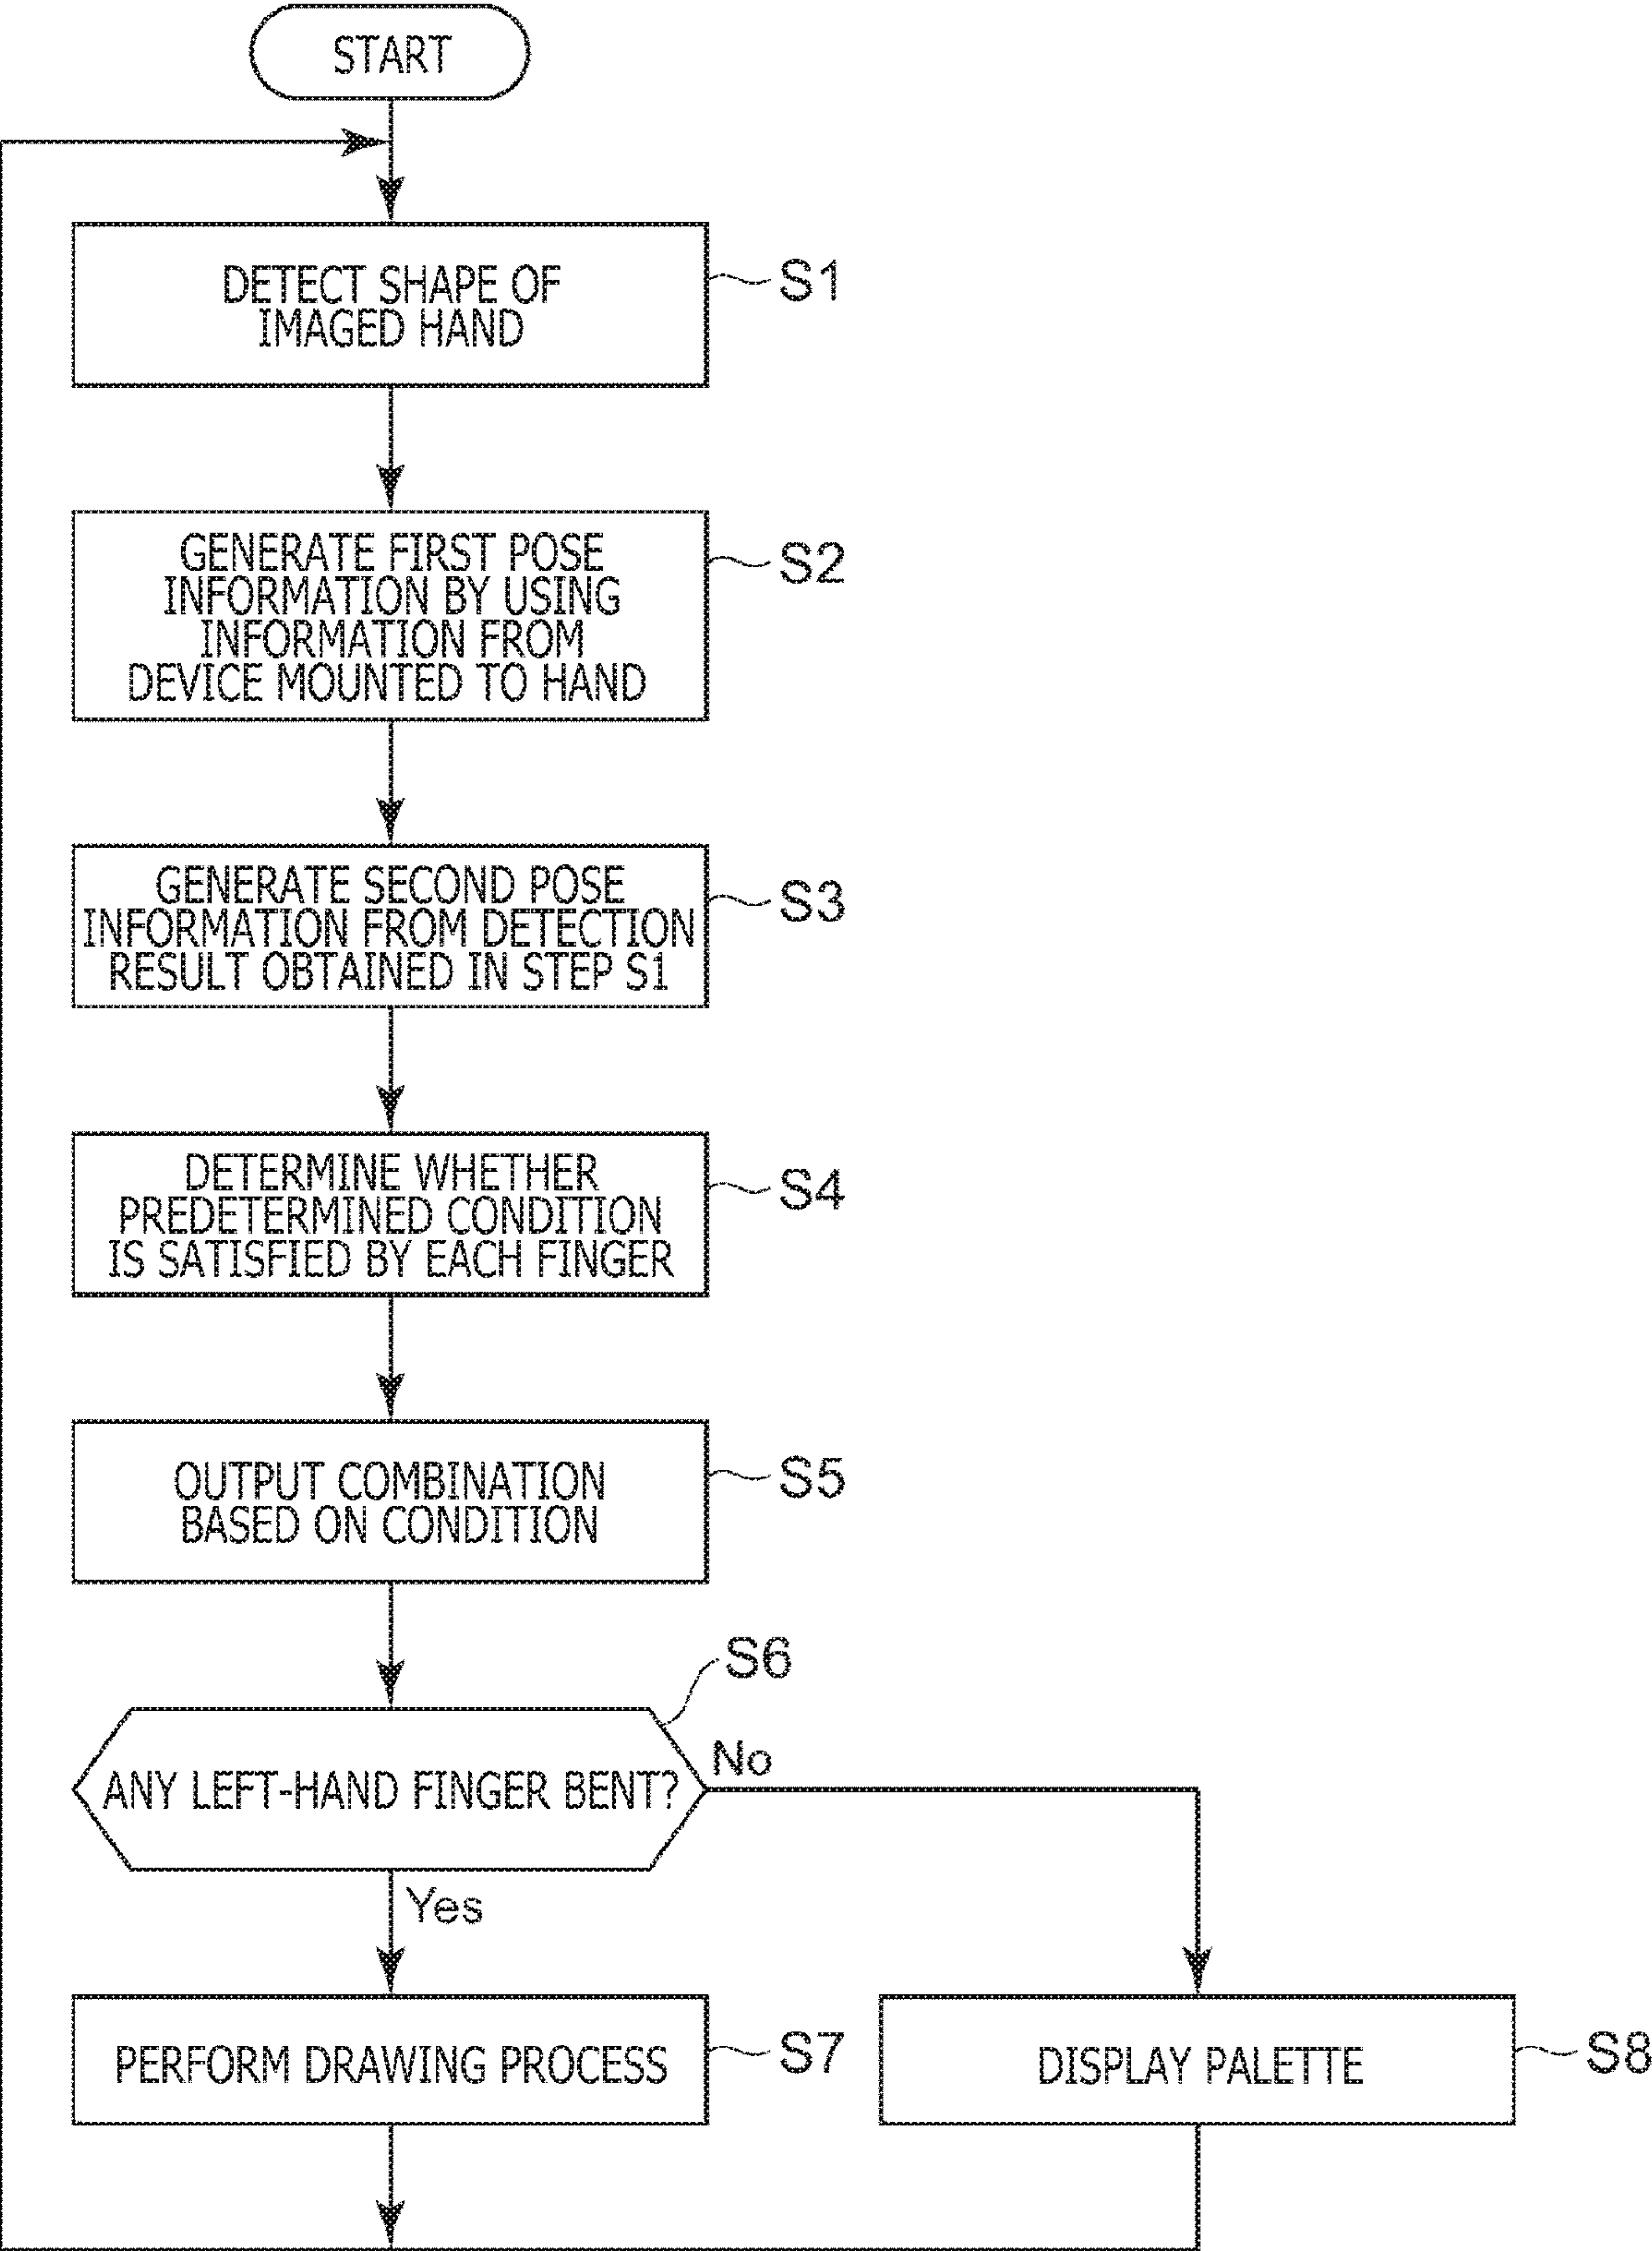 START
DETECT SHAPE OF
IMAGED HAND
S1
GENERATE FIRST POSE
INFORMATION BY USING
INFORMATION FROM
DEVICE MOUNTED TO HAND
S2
GENERATE SECOND POSE
INFORMATION FROM DETECTION
RESULT OBTAINED IN STEP S1
S3
DETERMINE WHETHER
PREDETERMINED CONDITION
IS SATISFIED BY EACH FINGER
S4
OUTPUT COMBINATION
BASED ON CONDITION
S5
S6
ANY LEFT-HAND FINGER BENT?
No
Yes
PERFORM DRAWING PROCESS
S7
DISPLAY PALETTE
S8